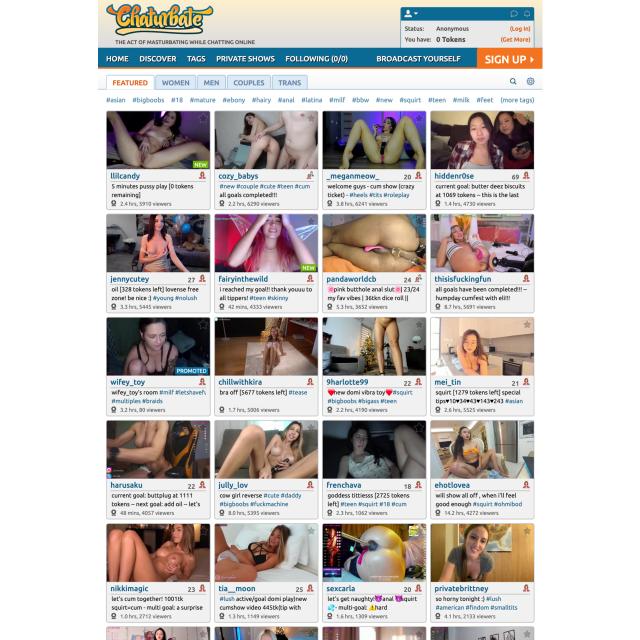 Chaturbate
THE ACT OF MASTURBATING WHILE CHATTING ONLINE
Status: Anonymous (Log In)
You have: 0 Tokens (Get More)
HOME DISCOVER TAGS PRIVATE SHOWS FOLLOWING (0/0) BROADCAST YOURSELF SIGN UP
FEATURED WOMEN MEN COUPLES TRANS
#asian #bigboobs #18 #mature #ebony #hairy #anal #latina #milf #bbw #new #squirt #teen #milk #feet (more tags)
NEW
llilcandy
5 minutes pussy play [0 tokens
remaining]
2.4 hrs, 5910 viewers
cozy_babys
#new #couple #cute #teen #cum
all goals completed!!!
2.2 hrs, 6290 viewers
_meganmeow_ 20
welcome guys - cum show (crazy
ticket) - #heels #tits #roleplay
3.8 hrs, 6241 viewers
hidden0se 69
current goal: butter deez biscuits
at 1069 tokens -- this is the last
1.4 hrs, 4730 viewers
jennycutey 27
oil [328 tokens left] lovense free
zone! be nice :) #young #nolush
3.3 hrs, 5445 viewers
NEW
fairyinthewild
i reached my goal!! thank youuu to
all tippers! #teen #skinny
42 mins, 4333 viewers
pandaworldcb 24
pink butthole anal slut | 23/24
my fav vibes | 36tkn dice roll ||
5.3 hrs, 3652 viewers
thisisfuckingfun
all goals have been completed!!! --
humpday cumfest with eli!!!
8.7 hrs, 5691 viewers
PROMOTED
wifey_toy
wifey_toy's room #milf #letshave\
#multiples #braids
3.2 hrs, 80 viewers
chillwithkira
bra off [5677 tokens left] #tease
1.7 hrs, 5006 viewers
9harlotte99 22
new domi vibra toy #squirt
#bigboobs #bigass #teen
2.2 hrs, 4190 viewers
mei_tin 21
squirt [1279 tokens left] special
tips♥10♥34♥43♥143♥243 #asian
2.6 hrs, 5525 viewers
harusaku 22
current goal: buttplug at 1111
tokens -- next goal: add oil -- let's
48 mins, 4057 viewers
jully_lov
cow girl reverse #cute #daddy
#bigboobs #fuckmachine
8.0 hrs, 5395 viewers
frenchava 18
goddess tittiesss [2725 tokens
left] #teen #squirt #18 #cum
2.3 hrs, 1062 viewers
ehotlovea
will show all off , when i'll feel
good enough #squirt #ohmibod
14.2 hrs, 4272 viewers
nikkimagic 23
let's cum together! 1001tk
squirt+cum - multi goal: a surprise
1.0 hrs, 2712 viewers
tia__moon 25
#lush active/goal domi play|new
cumshow video 445tk|tip with
1.3 hrs, 1149 viewers
sexcarla 20
let's get naughty! anal squirt
- multi-goal: hard
1.6 hrs, 1309 viewers
privatebrittney
so horny tonight :) #lush
#american #findom #smalltits
4.1 hrs, 2133 viewers